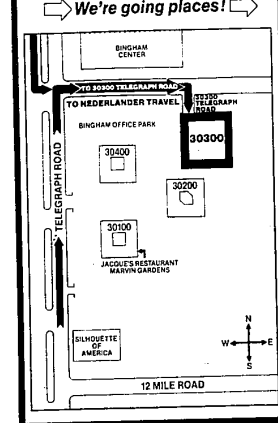 We're going places!
BINGHAM
CENTER
TO 30300 TELEGRAPH ROAD
30300
TELEGRAPH
ROAD
TO NEDERLANDER TRAVEL
BINGHAM OFFICE PARK
30300
30400
30200
TELEGRAPH ROAD
30100
JACQUE'S RESTAURANT
MARVIN GARDENS
SILHOUETTE
OF
AMERICA
N
W E
S
12 MILE ROAD